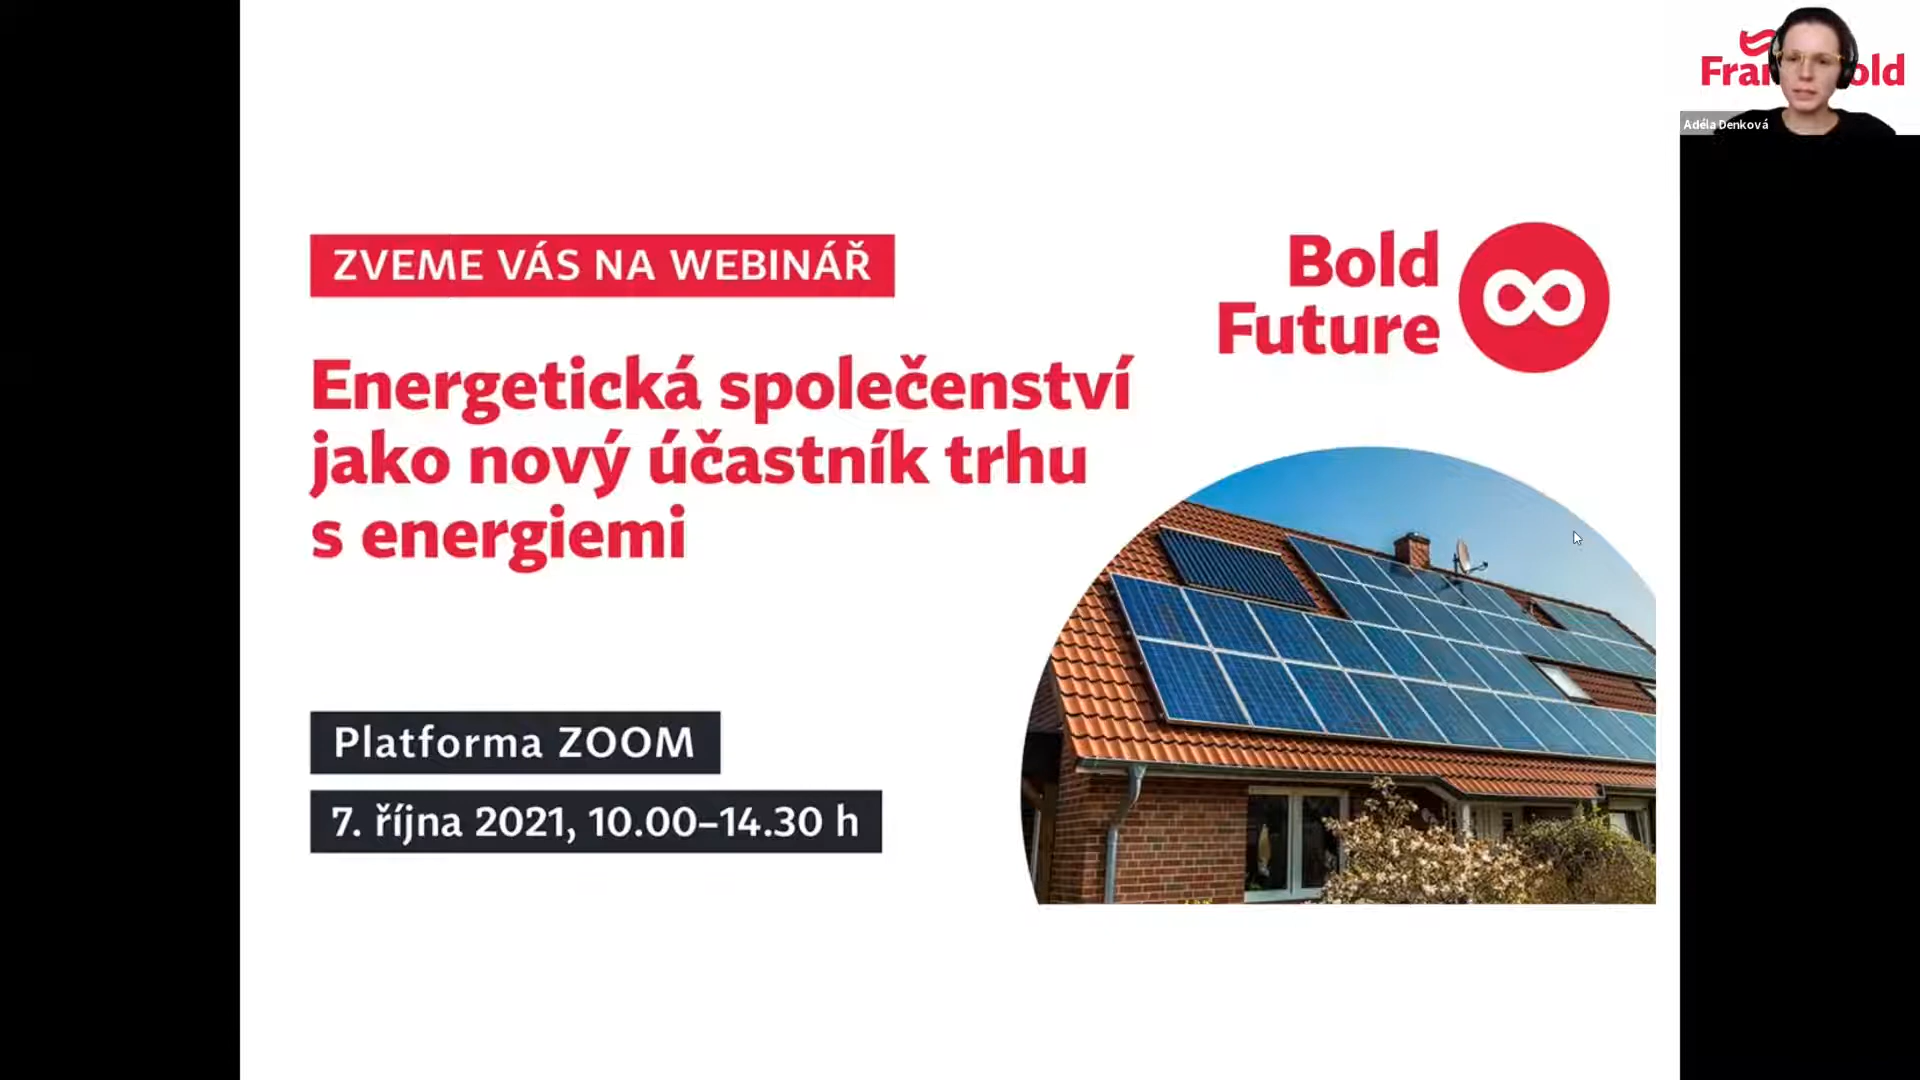 ZVEME VÁS NA WEBINÁŘ
Bold
Future
Energetická společenství
jako nový účastník trhu
s energiemi
Platforma ZOOM
7. října 2021, 10.00–14.30 h
Adéla Denková